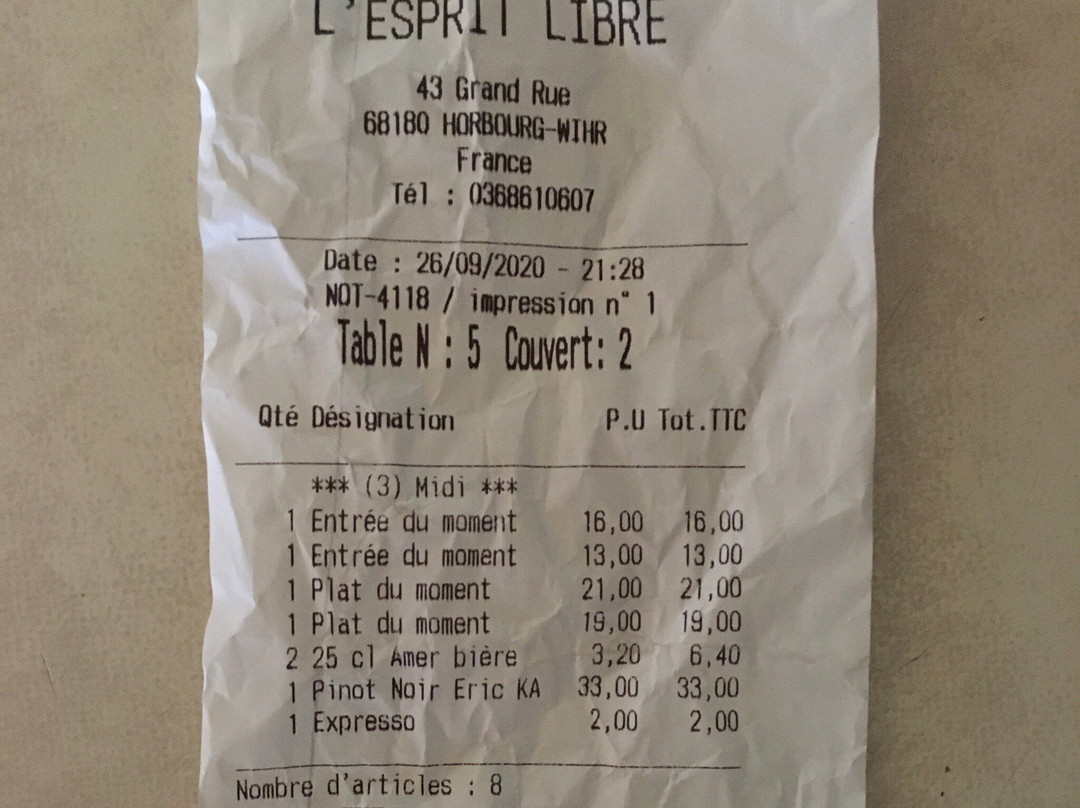 L'ESPRIT LIBRE
43 Grand Rue
68180 HORBOURG-WIHR
France
Tél : 0368610607
Date : 26/09/2020 - 21:28
NOT-4118 / impression n° 1
Table N : 5 Couvert: 2
Qté Désignation P.U Tot.TTC
*** (3) Midi ***
1 Entrée du moment 16,00 16,00
1 Entrée du moment 13,00 13,00
1 Plat du moment 21,00 21,00
1 Plat du moment 19,00 19,00
2 25 cl Amer bière 3,20 6,40
1 Pinot Noir Eric KA 33,00 33,00
1 Expresso 2,00 2,00
Nombre d'articles : 8